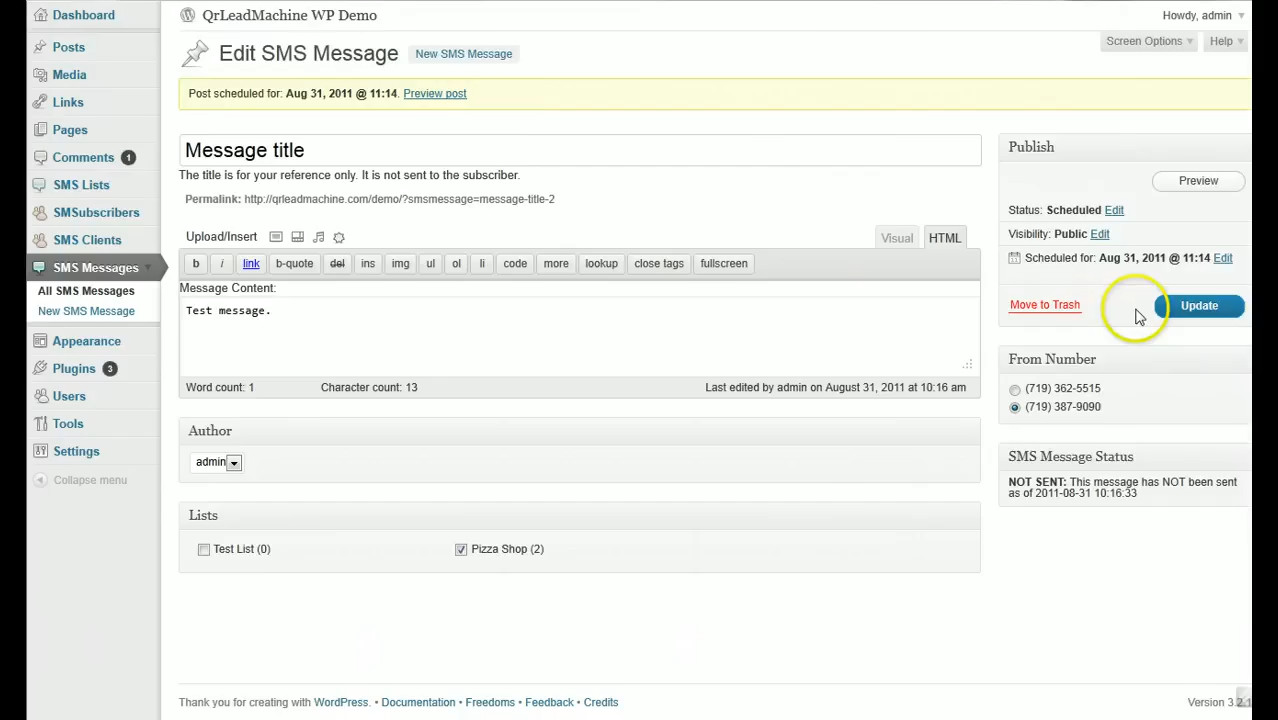 Dashboard
Posts
Media
Links
Pages
Comments 1
SMS Lists
SMSubscribers
SMS Clients
SMS Messages
All SMS Messages
New SMS Message
Appearance
Plugins 3
Users
Tools
Settings
Collapse menu
QrLeadMachine WP Demo
Howdy, admin
Screen Options
Help
Edit SMS Message
New SMS Message
Post scheduled for: Aug 31, 2011 @ 11:14. Preview post
Message title
The title is for your reference only. It is not sent to the subscriber.
Permalink: http://qrleadmachine.com/demo/?smsmessage=message-title-2
Upload/Insert
Visual
HTML
b
i
link
b-quote
del
ins
img
ul
ol
li
code
more
lookup
close tags
fullscreen
Message Content:
Test message.
Word count: 1
Character count: 13
Last edited by admin on August 31, 2011 at 10:16 am
Author
admin
Lists
Test List (0)
Pizza Shop (2)
Publish
Preview
Status: Scheduled Edit
Visibility: Public Edit
Scheduled for: Aug 31, 2011 @ 11:14 Edit
Move to Trash
Update
From Number
(719) 362-5515
(719) 387-9090
SMS Message Status
NOT SENT: This message has NOT been sent
as of 2011-08-31 10:16:33
Thank you for creating with WordPress. • Documentation • Freedoms • Feedback • Credits
Version 3.2.1